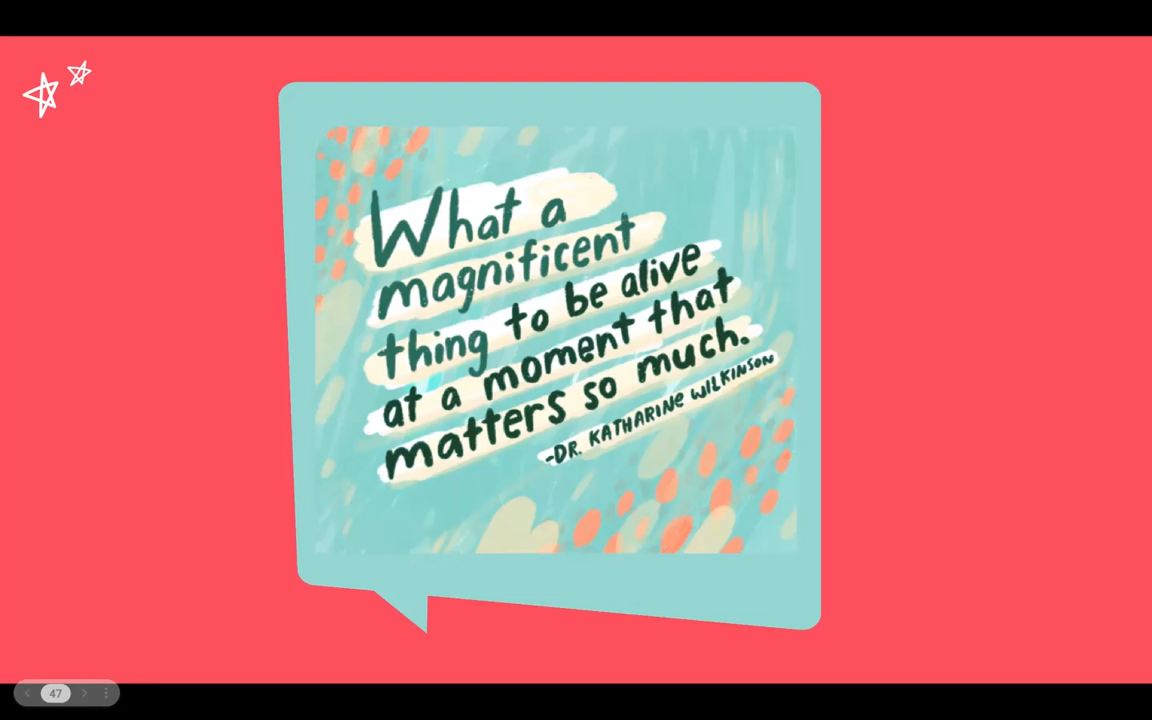 What a
magnificent
thing to be alive
at a moment that
matters so much.
-DR. KATHARINE WILKINSON
47